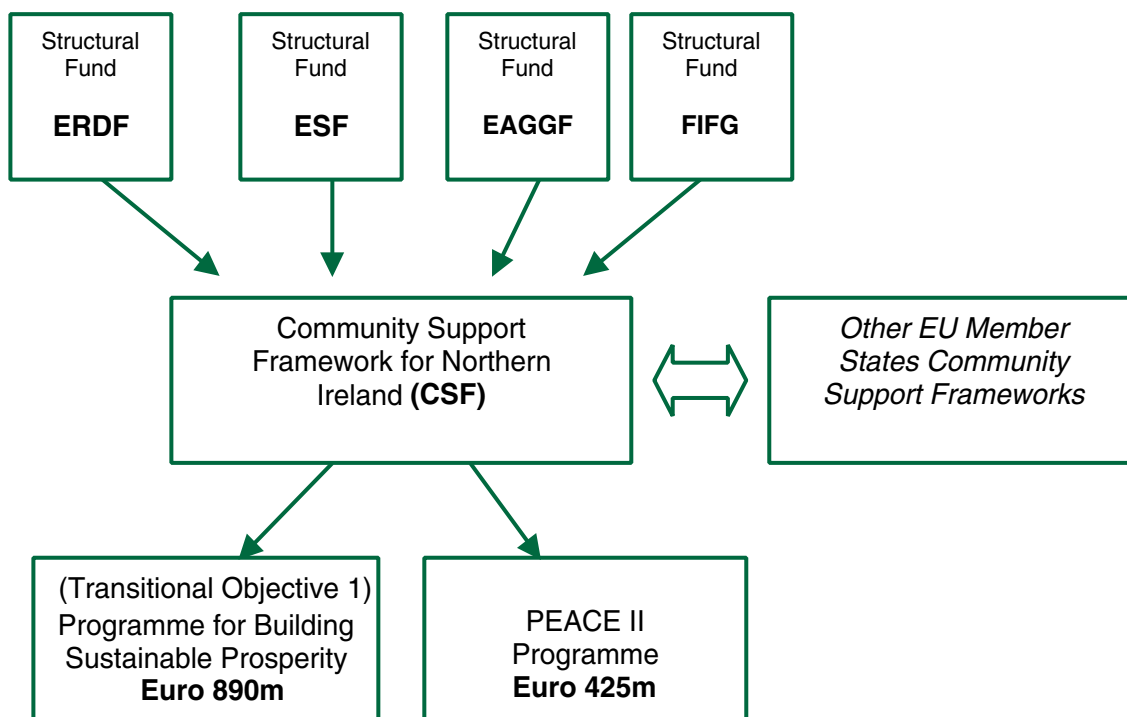 Structural
Fund
ERDF
Structural
Fund
ESF
Structural
Fund
EAGGF
Structural
Fund
FIFG
Community Support
Framework for Northern
Ireland (CSF)
Other EU Member
States Community
Support Frameworks
(Transitional Objective 1)
Programme for Building
Sustainable Prosperity
Euro 890m
PEACE II
Programme
Euro 425m